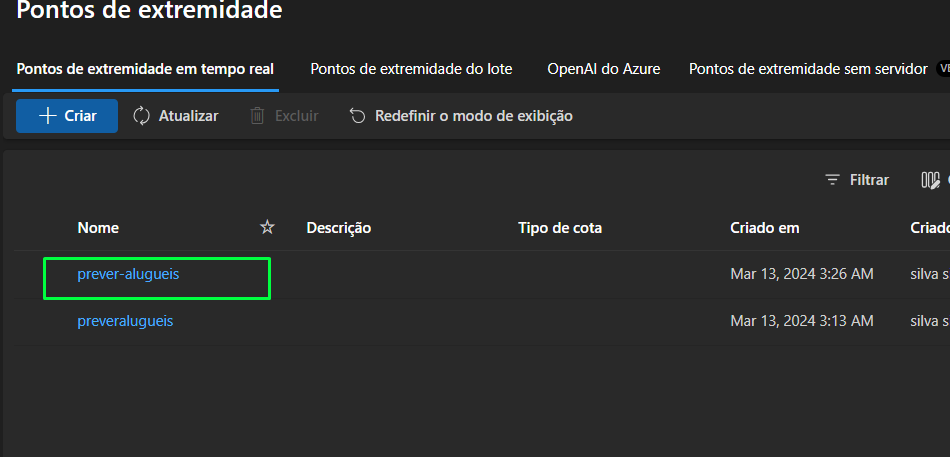 Pontos de extremidade
Pontos de extremidade em tempo real Pontos de extremidade do lote OpenAI do Azure Pontos de extremidade sem servidor
Criar Atualizar Excluir Redefinir o modo de exibição
Filtrar
Nome Descrição Tipo de cota Criado em
prever-alugueis Mar 13, 2024 3:26 AM silva s
preveralugueis Mar 13, 2024 3:13 AM silva s